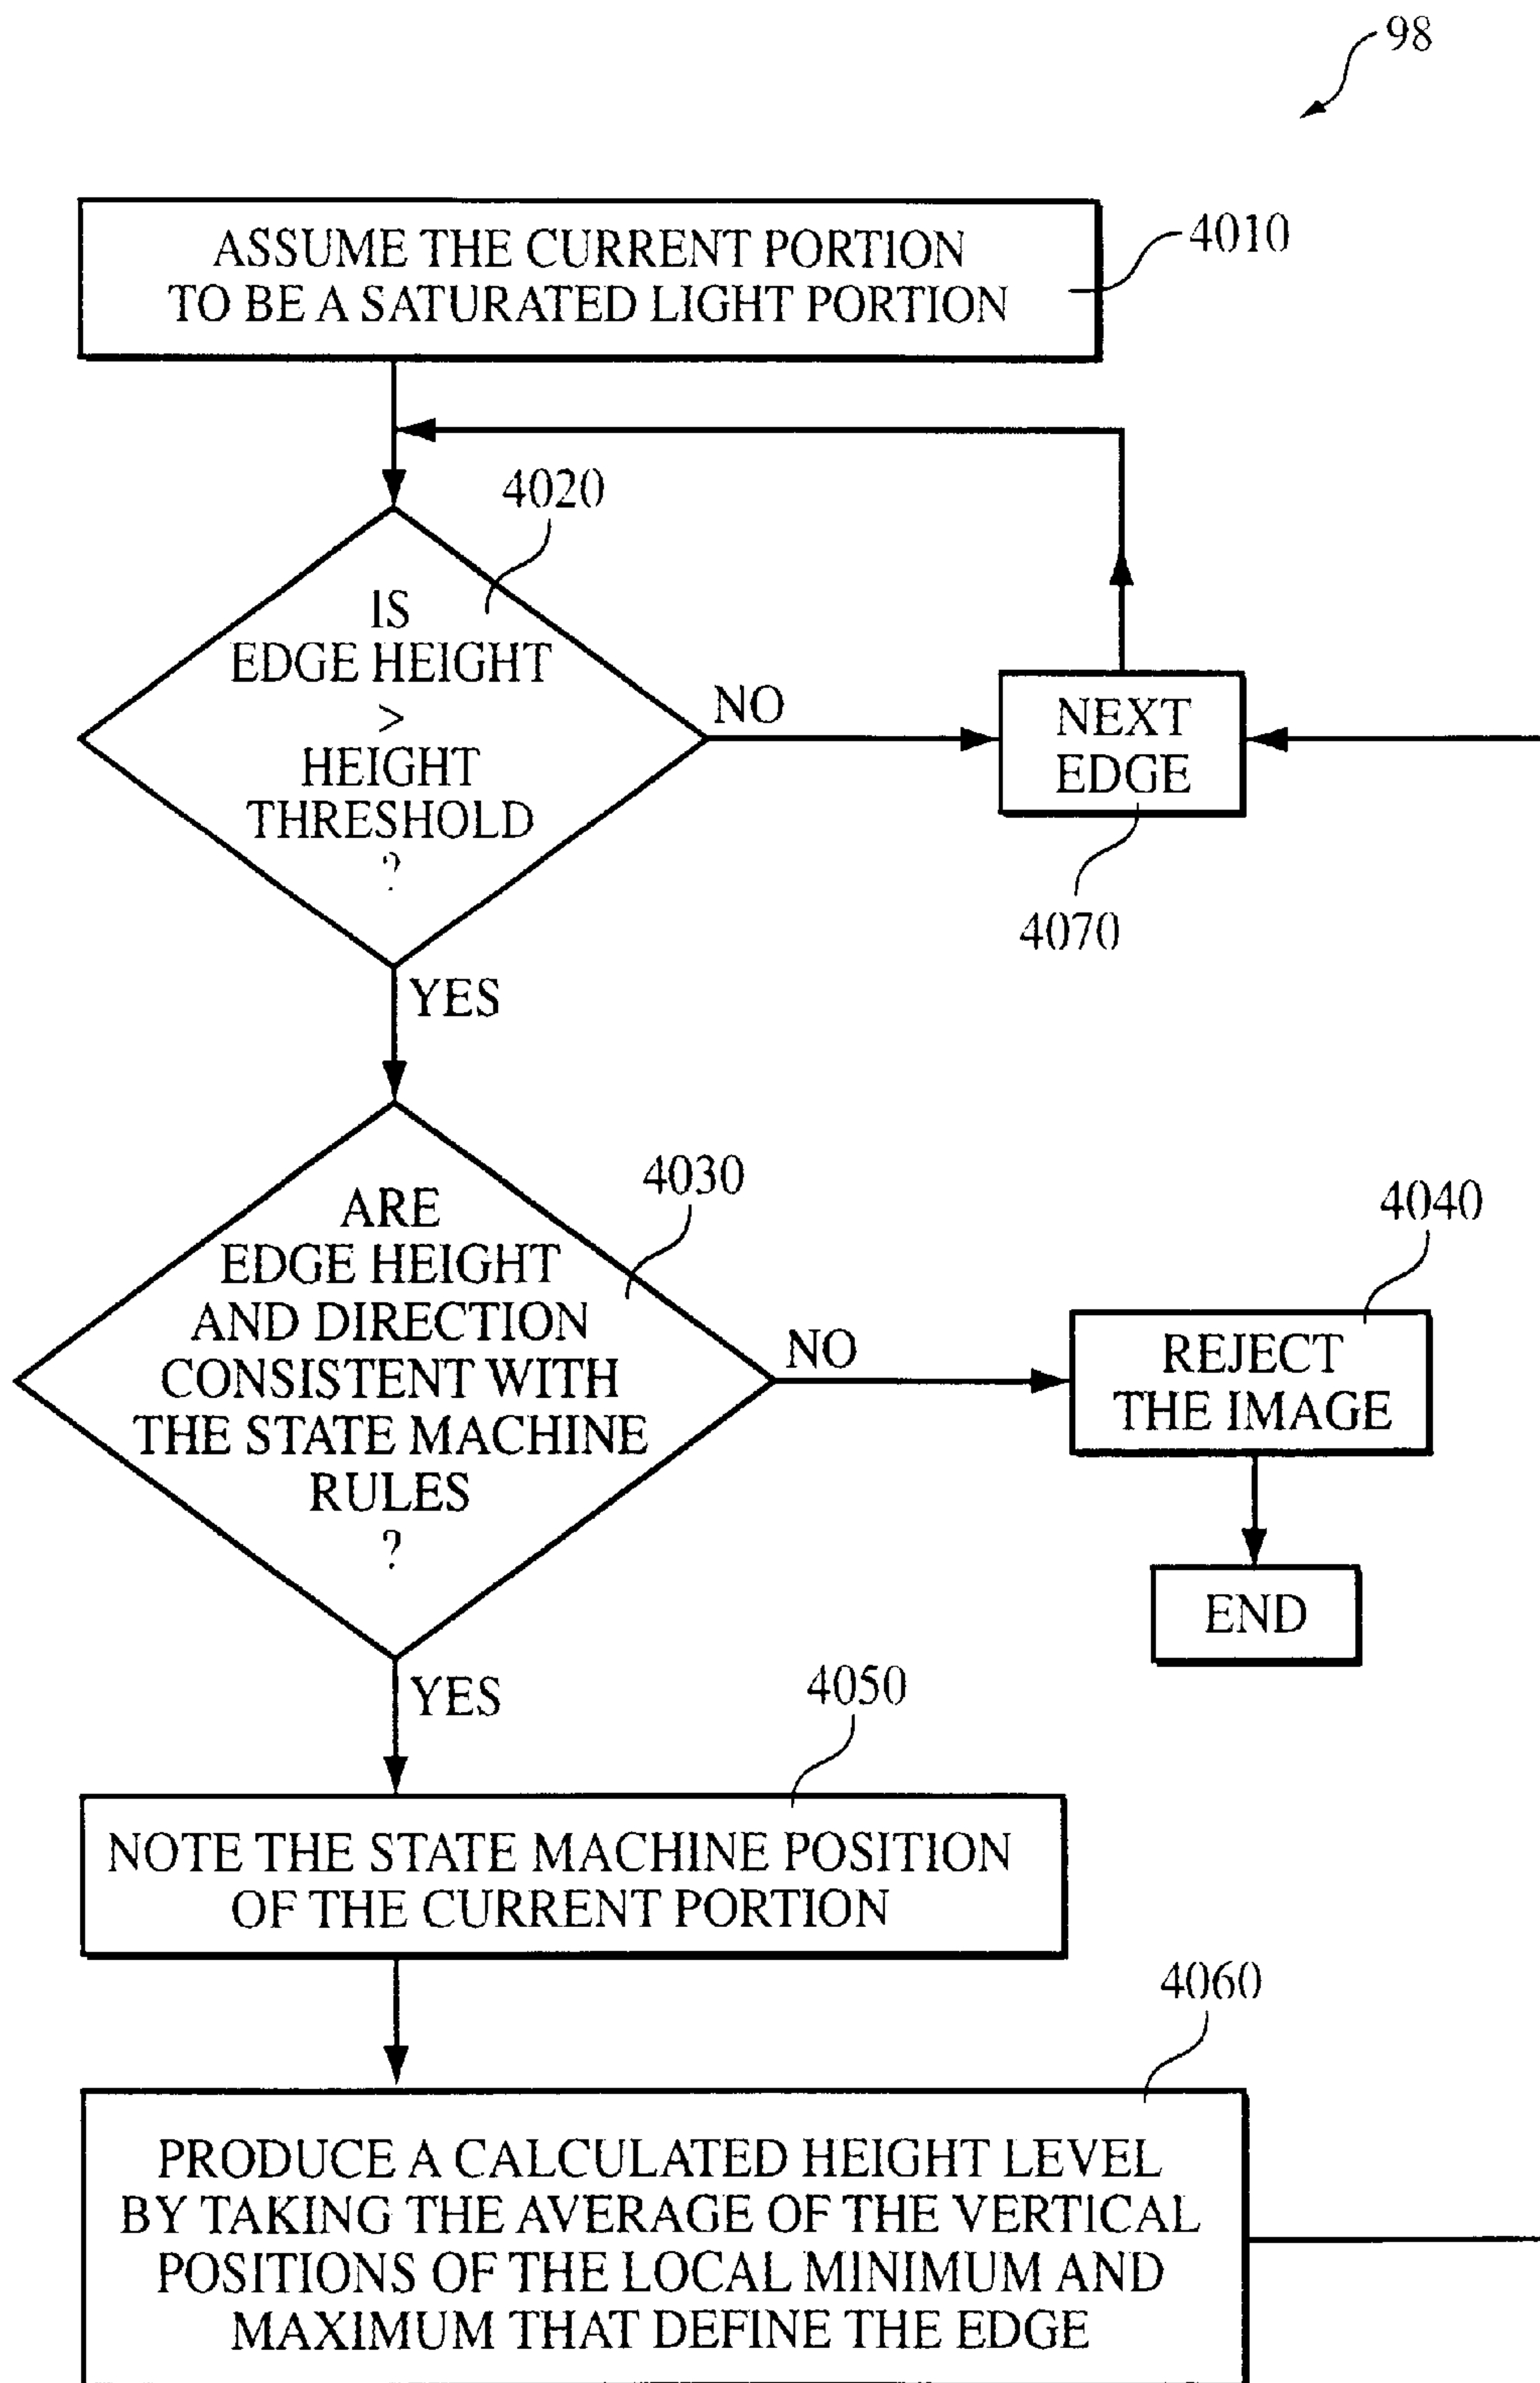 98
ASSUME THE CURRENT PORTION
TO BE A SATURATED LIGHT PORTION
4010
4020
IS
EDGE HEIGHT
>
HEIGHT
THRESHOLD
?
NO
NEXT
EDGE
4070
YES
4030
ARE
EDGE HEIGHT
AND DIRECTION
CONSISTENT WITH
THE STATE MACHINE
RULES
?
NO
4040
REJECT
THE IMAGE
END
YES
4050
NOTE THE STATE MACHINE POSITION
OF THE CURRENT PORTION
4060
PRODUCE A CALCULATED HEIGHT LEVEL
BY TAKING THE AVERAGE OF THE VERTICAL
POSITIONS OF THE LOCAL MINIMUM AND
MAXIMUM THAT DEFINE THE EDGE